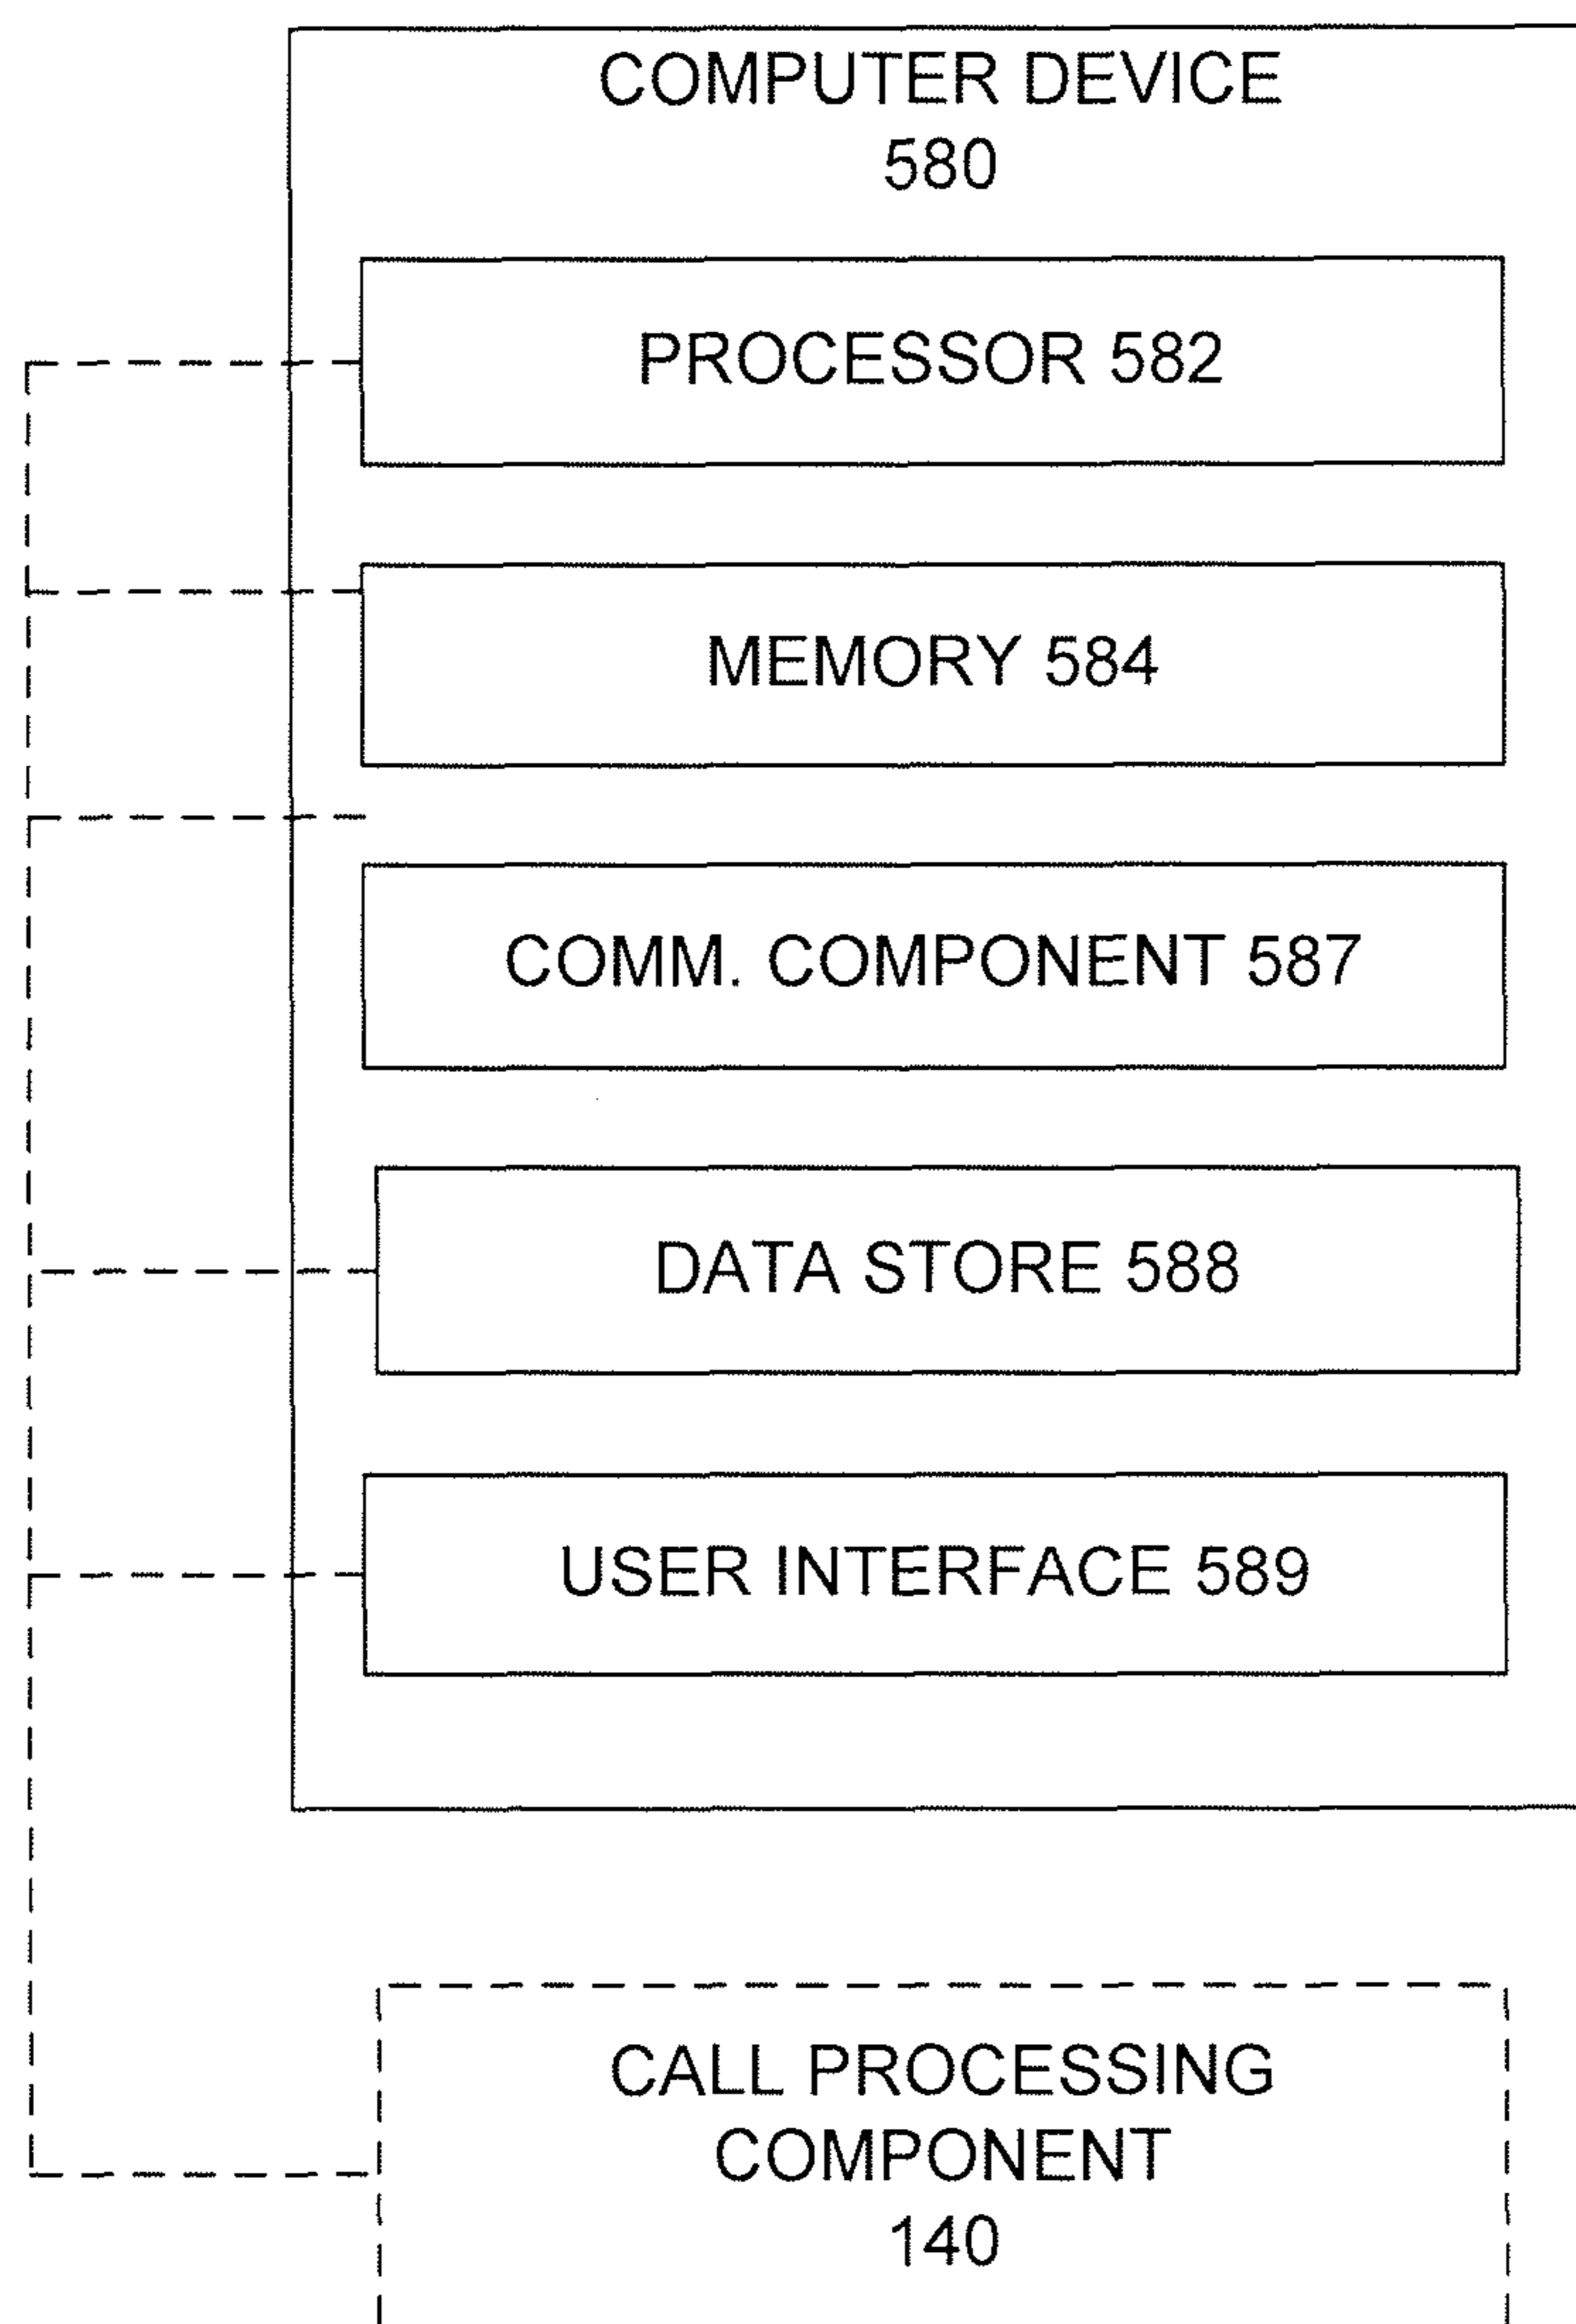 COMPUTER DEVICE
580
PROCESSOR 582
MEMORY 584
COMM. COMPONENT 587
DATA STORE 588
USER INTERFACE 589
CALL PROCESSING
COMPONENT
140